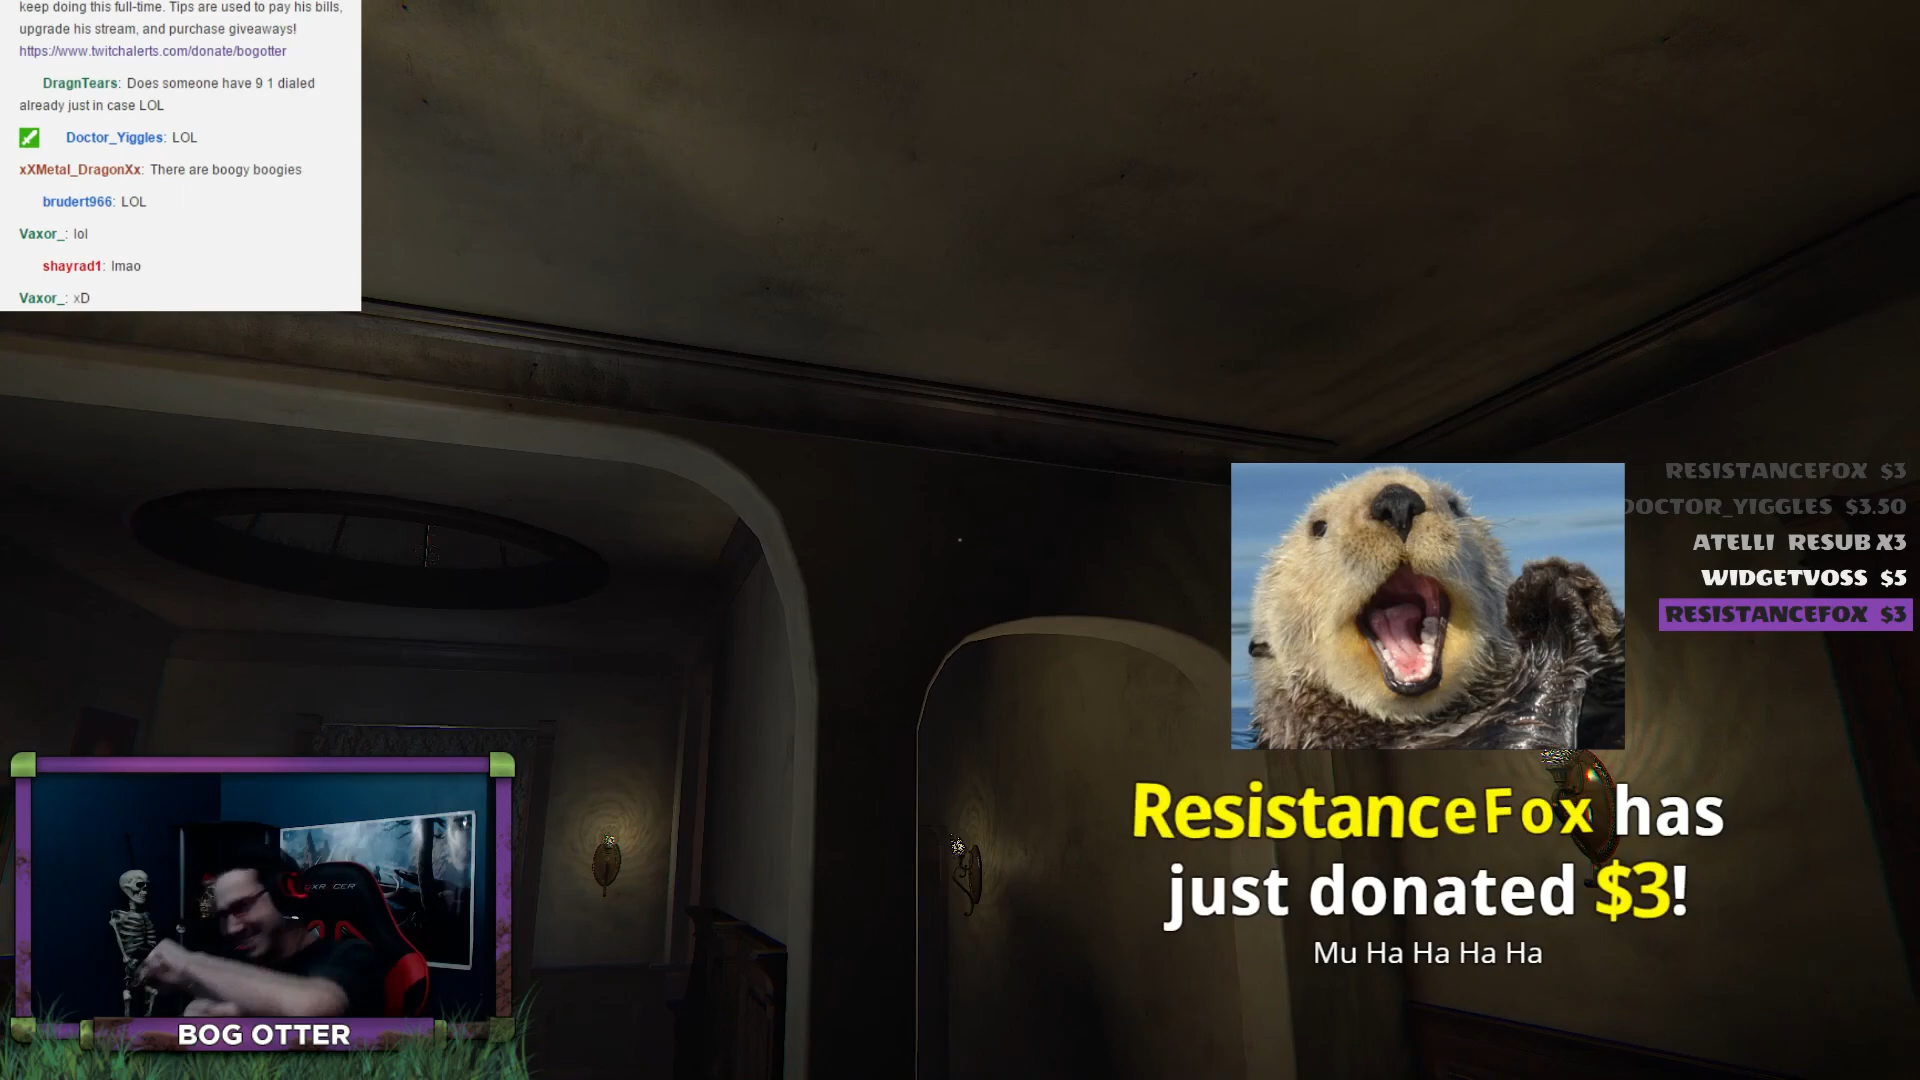 keep doing this full-time. Tips are used to pay his bills,
upgrade his stream, and purchase giveaways!
https://www.twitchalerts.com/donate/bogotter
DragnTears: Does someone have 9 1 dialed
already just in case LOL
Doctor_Yiggles: LOL
xXMetal_DragonXx: There are boogy boogies
brudert966: LOL
Vaxor_: lol
shayrad1: lmao
Vaxor_: xD
RESISTANCEFOX $3
DOCTOR_YIGGLES $3.50
ATELLI RESUB X3
WIDGETVOSS $5
RESISTANCEFOX $3
ResistanceFox has
just donated $3!
Mu Ha Ha Ha Ha
BOG OTTER